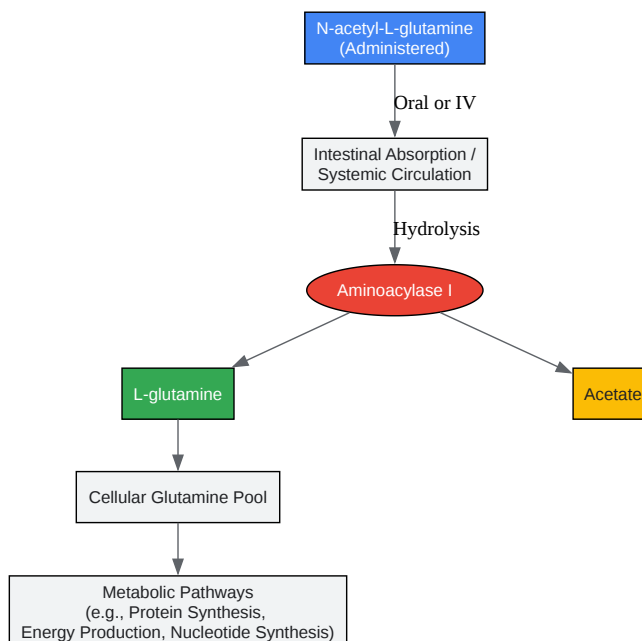 N-acetyl-L-glutamine
(Administered)
Oral or IV
Intestinal Absorption /
Systemic Circulation
Hydrolysis
Aminoacylase I
L-glutamine
Acetate
Cellular Glutamine Pool
Metabolic Pathways
(e.g., Protein Synthesis,
Energy Production, Nucleotide Synthesis)